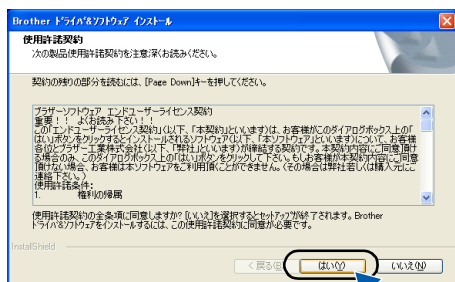 Brother ドライバ&ソフトウェア インストール
使用許諾契約
次の製品使用許諾契約を注意深くお読みください。
契約の残りの部分を読むには、[Page Down]キーを押してください。
ブラザーソフトウェア エンドユーザーライセンス契約
重要!! よくお読み下さい!!
この「エンドユーザーライセンス契約」(以下、「本契約」といいます)は、お客様がこのダイアログボックス上の「
はい」ボタンをクリックするとインストールされるソフトウェア(以下、「本ソフトウェア」といいます)について、お客様
各位とブラザー工業株式会社(以下、「弊社」といいます)が締結する契約です。本契約内容にご同意頂け
る場合のみ、このダイアログボックス上の「はい」ボタンをクリックして下さい。もしお客様が本契約内容にご同意
頂けない場合、お客様は本ソフトウェアをご利用頂くことができません。(その場合は弊社若しくは購入元にご
連絡下さい。)
使用許諾条件:
1. 権利の帰属
使用許諾契約の全条項に同意しますか? [いいえ]を選択するとセットアップが終了されます。Brother
ドライバ&ソフトウェアをインストールするには、この使用許諾契約に同意が必要です。
InstallShield
< 戻る(B) はい(Y) いいえ(N)